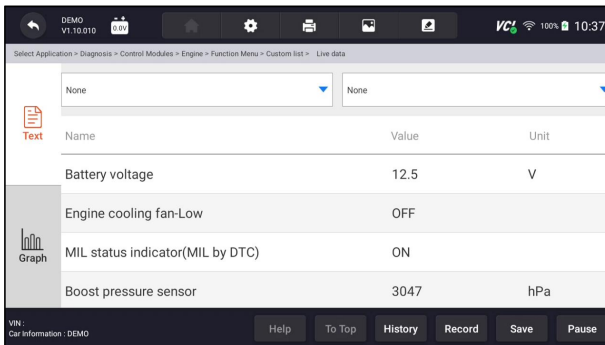 DEMO
V1.10.010
0.0V
VCI
100%
10:37
Select Application > Diagnosis > Control Modules > Engine > Function Menu > Custom list > Live data
None
None
Text
Name Value Unit
Battery voltage 12.5 V
Engine cooling fan-Low OFF
Graph
MIL status indicator(MIL by DTC) ON
Boost pressure sensor 3047 hPa
VIN :
Car Information : DEMO
Help To Top History Record Save Pause